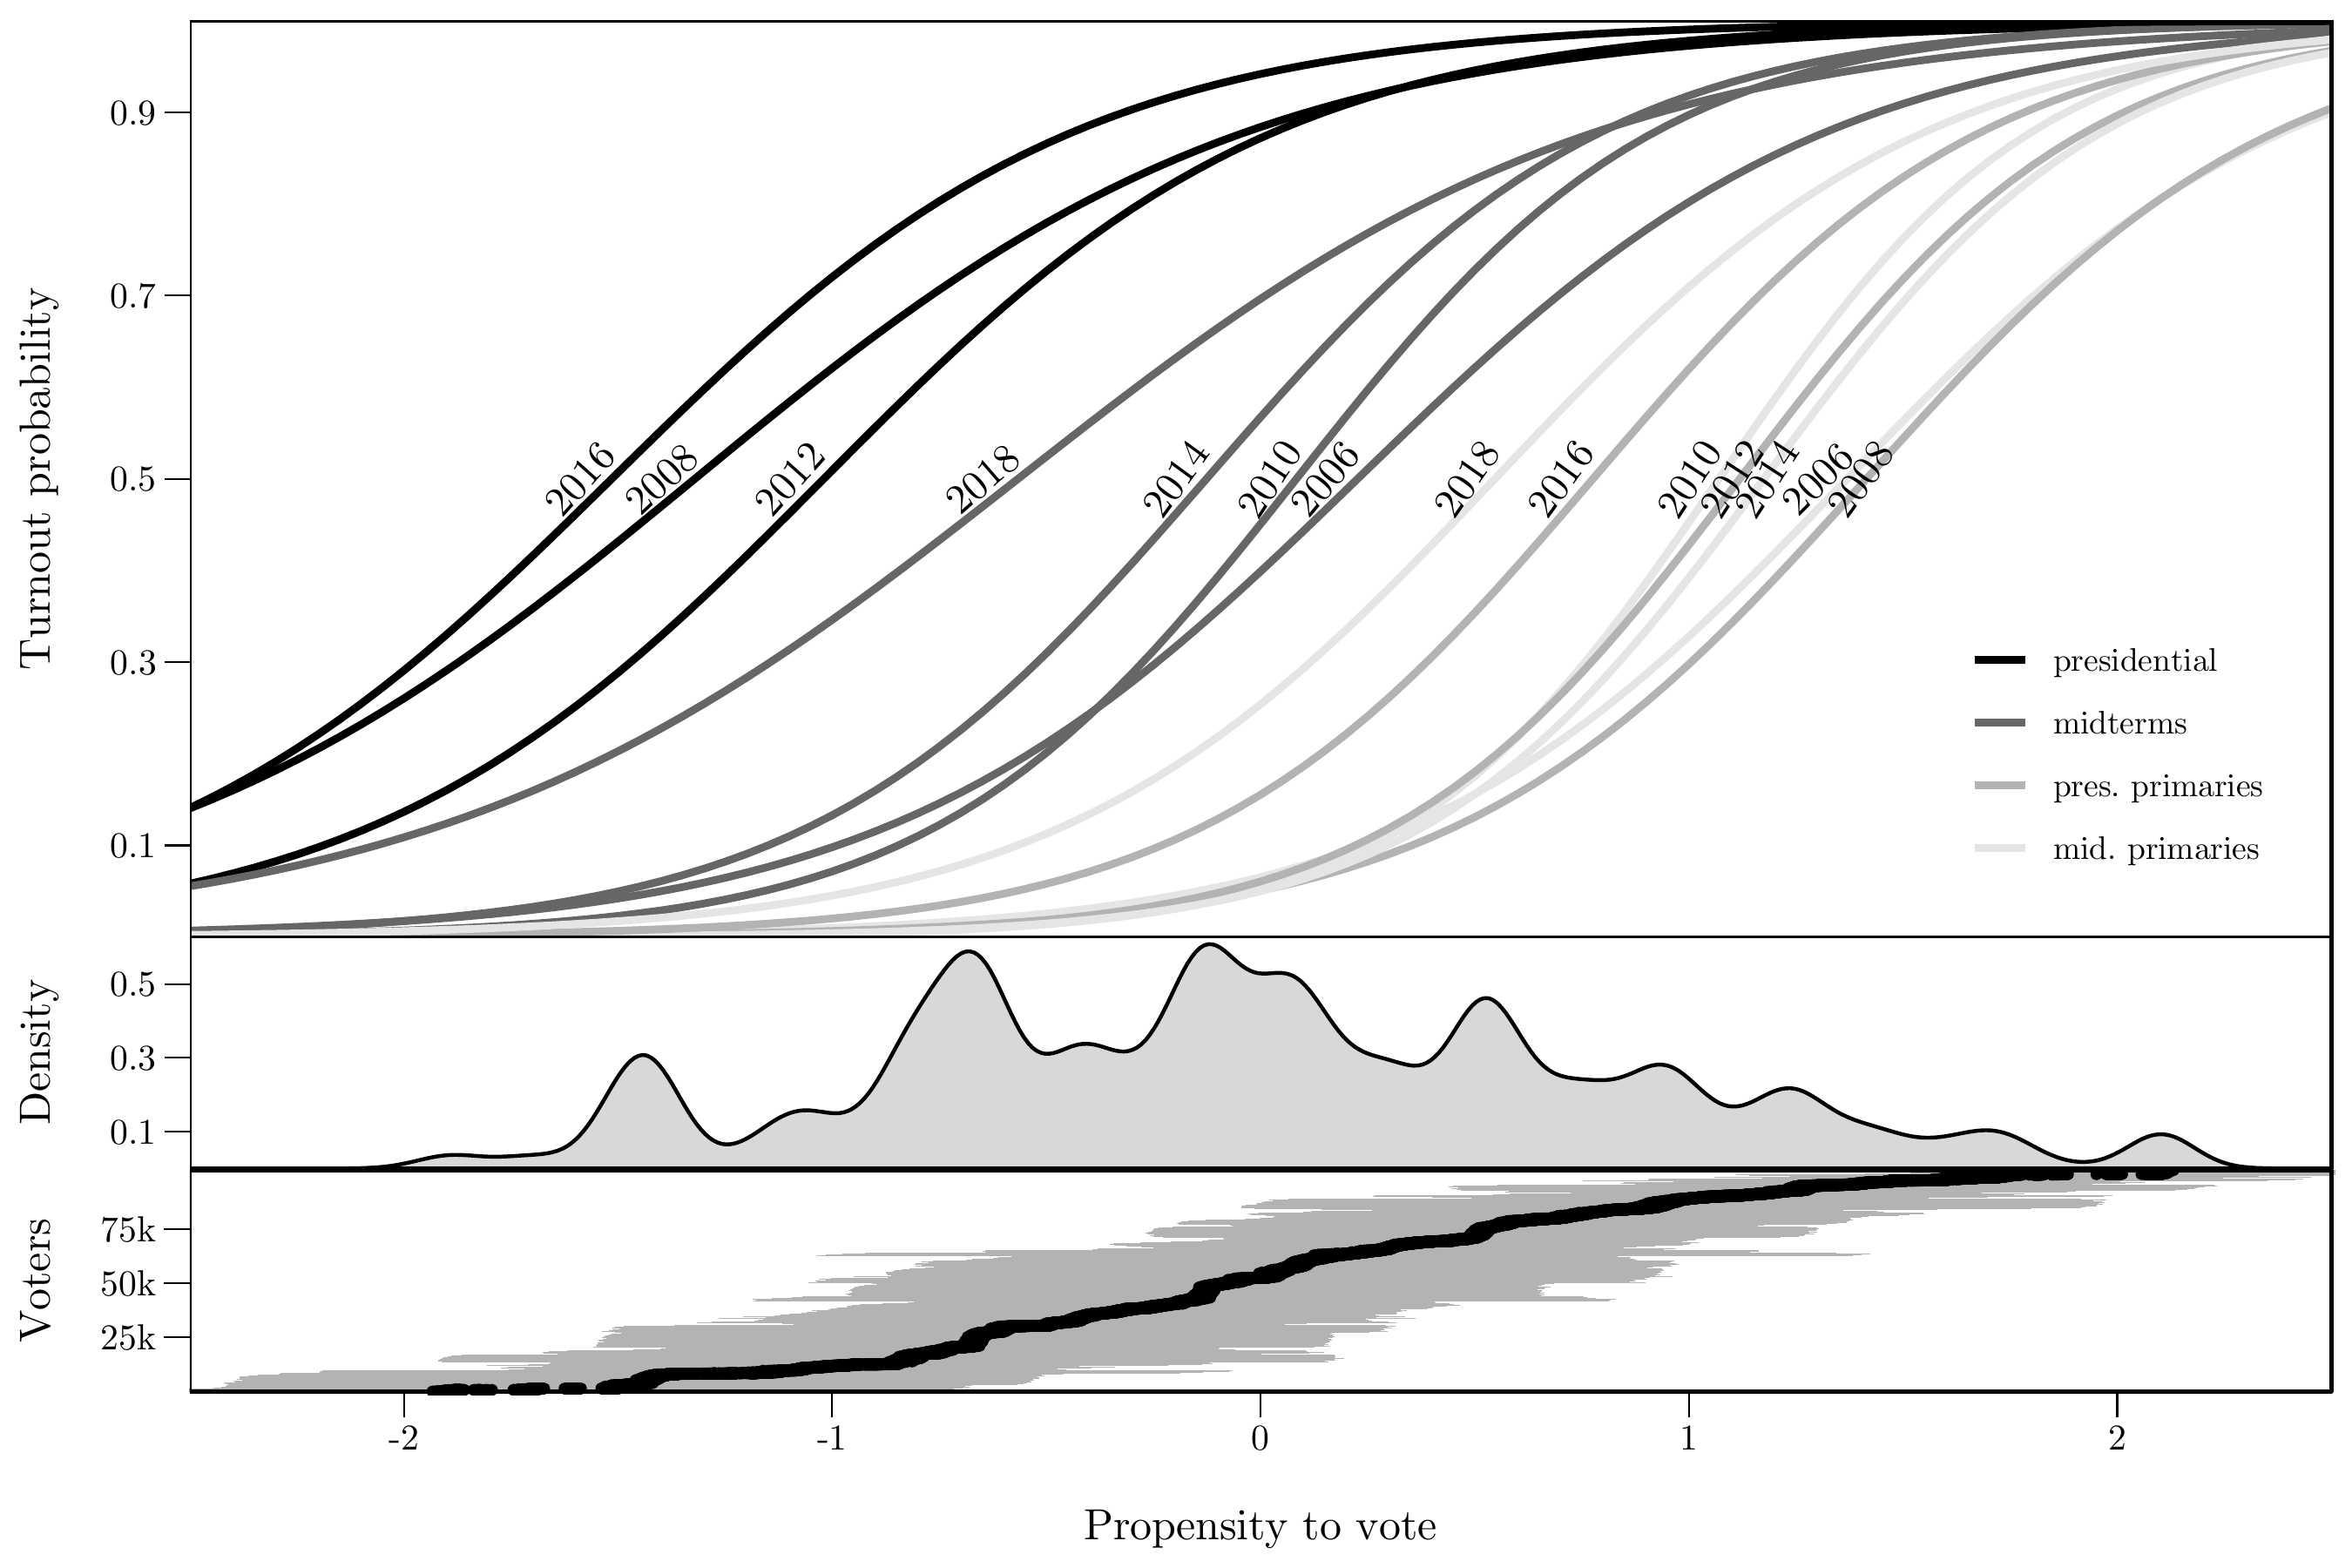 Turnout probability
0.9
0.7
0.5
0.3
0.1
2016
2008
2012
2018
2014
2010
2006
2018
2016
2010
2012
2014
2006
2008
presidential
midterms
pres. primaries
mid. primaries
Density
0.5
0.3
0.1
Voters
75k
50k
25k
-2
-1
0
1
2
Propensity to vote